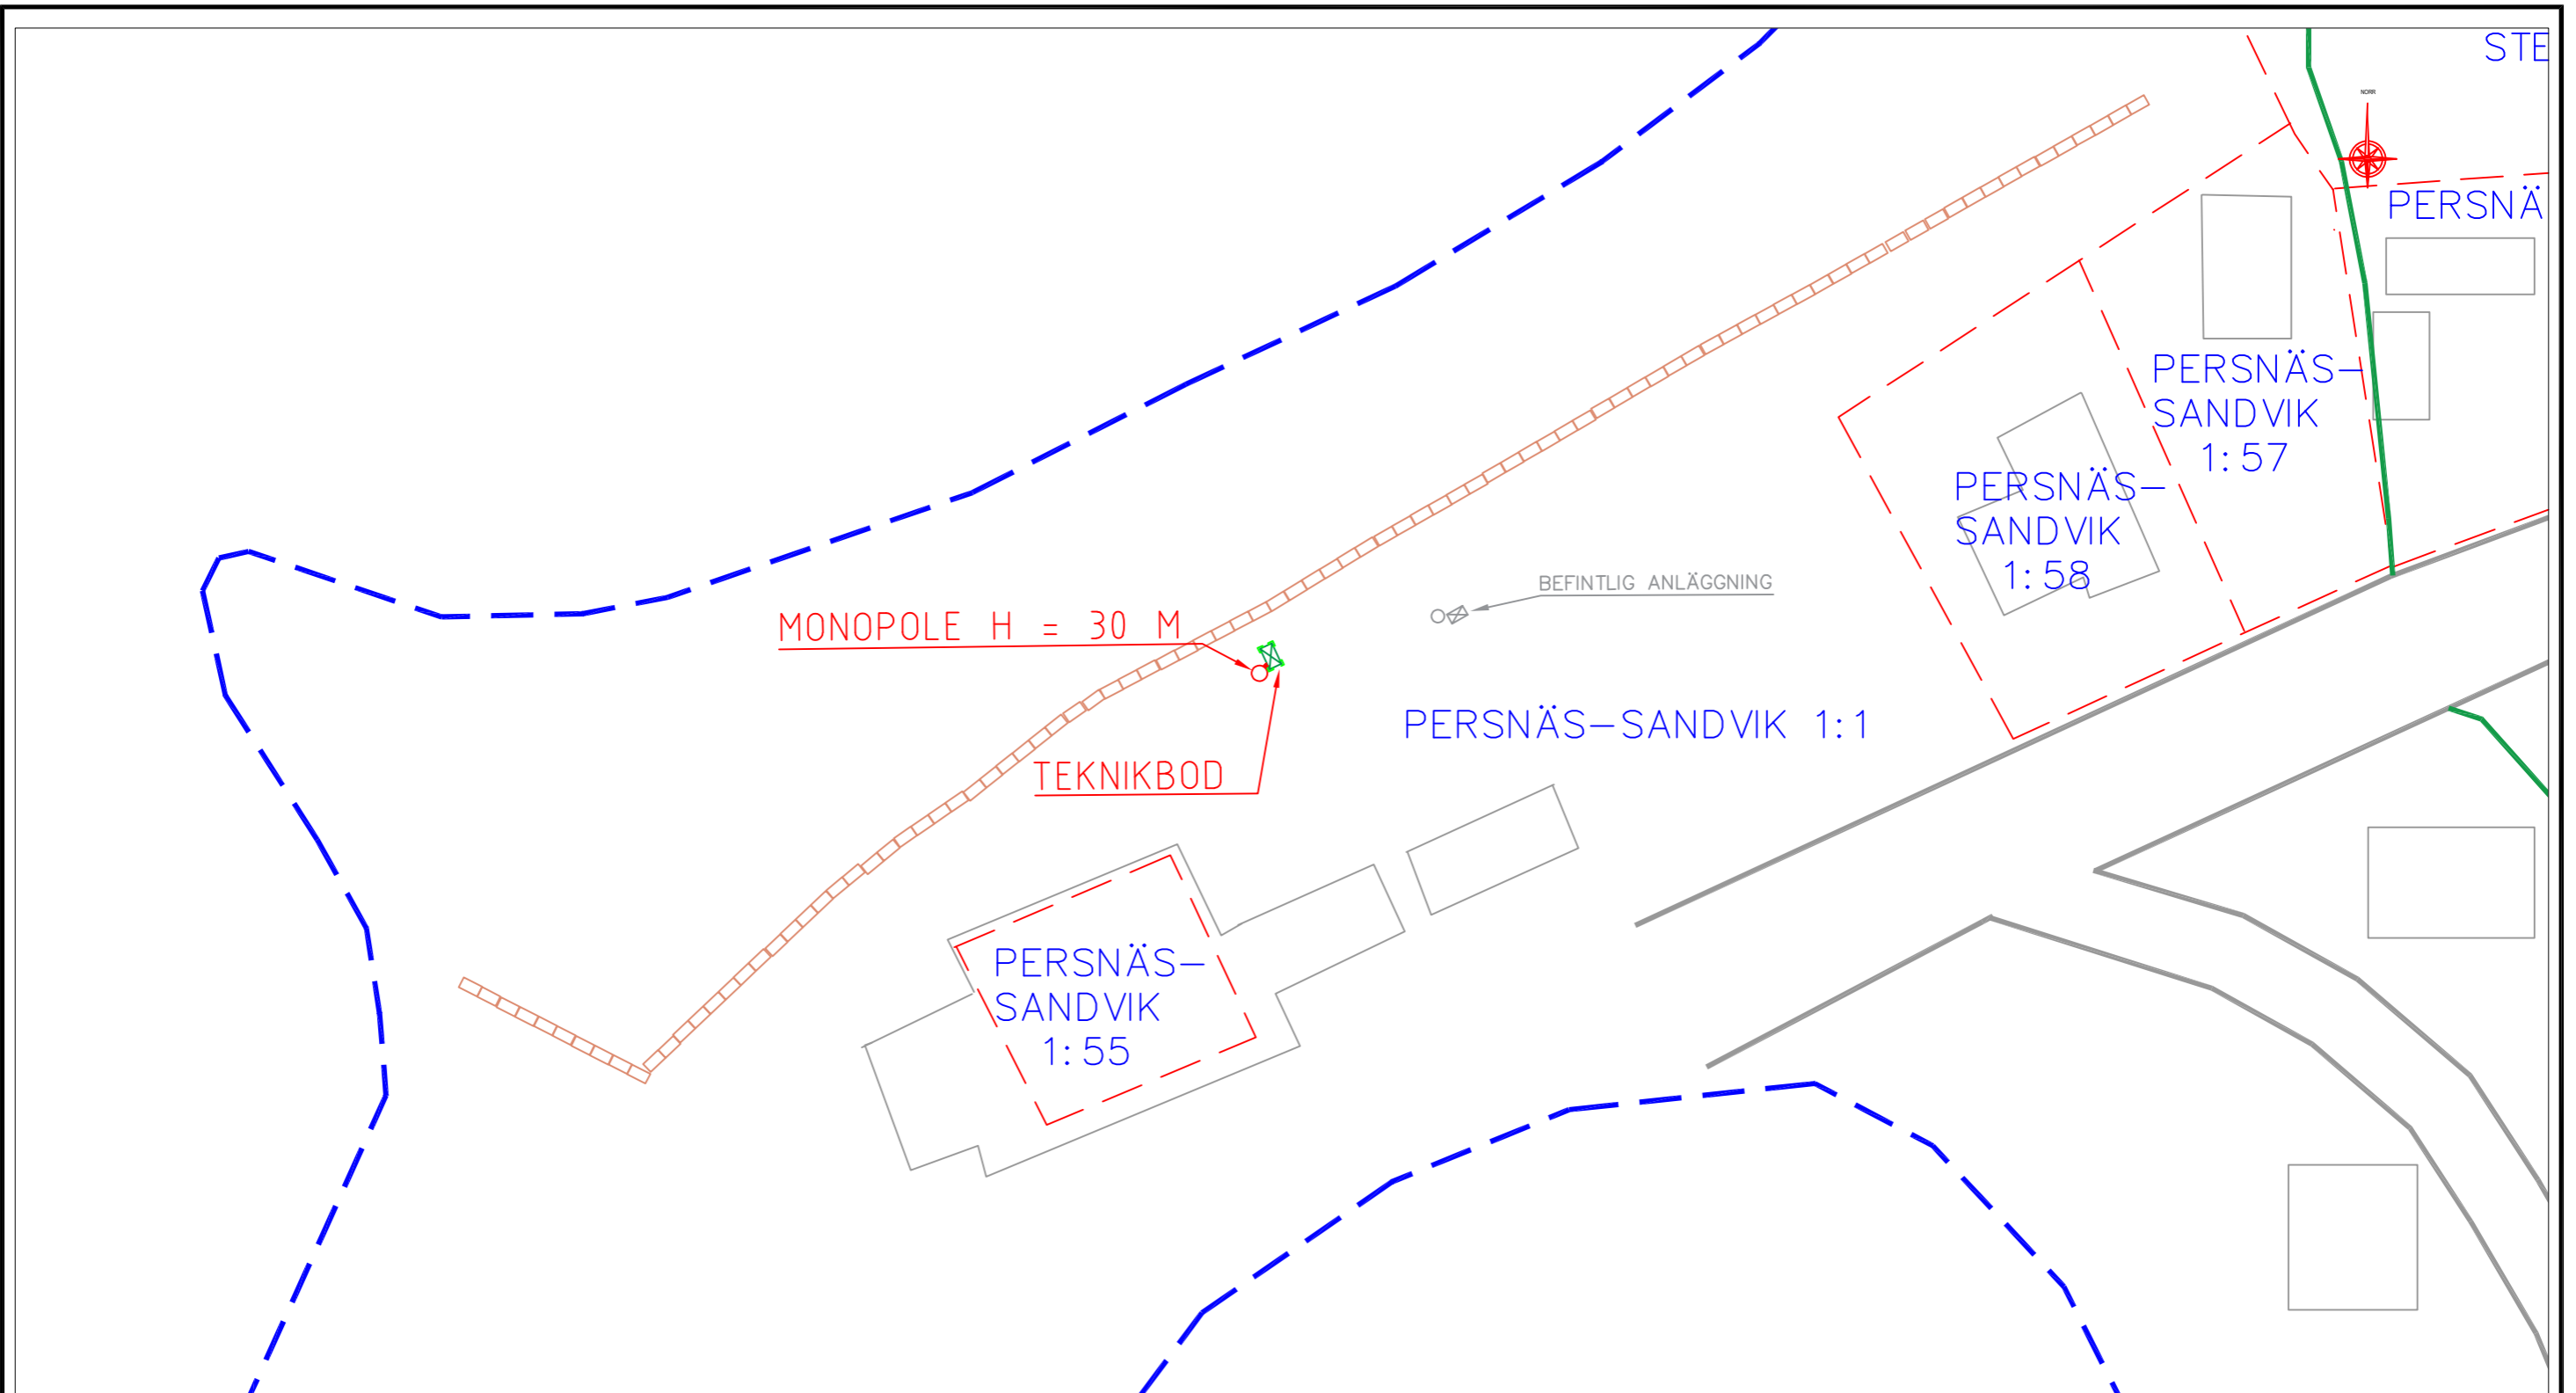 STE
NORR
PERSNÄ
PERSNÄS-
SANDVIK
1:57
PERSNÄS-
SANDVIK
1:58
BEFINTLIG ANLÄGGNING
MONOPOLE H = 30 M
PERSNÄS-SANDVIK 1:1
TEKNIKBOD
PERSNÄS-
SANDVIK
1:55